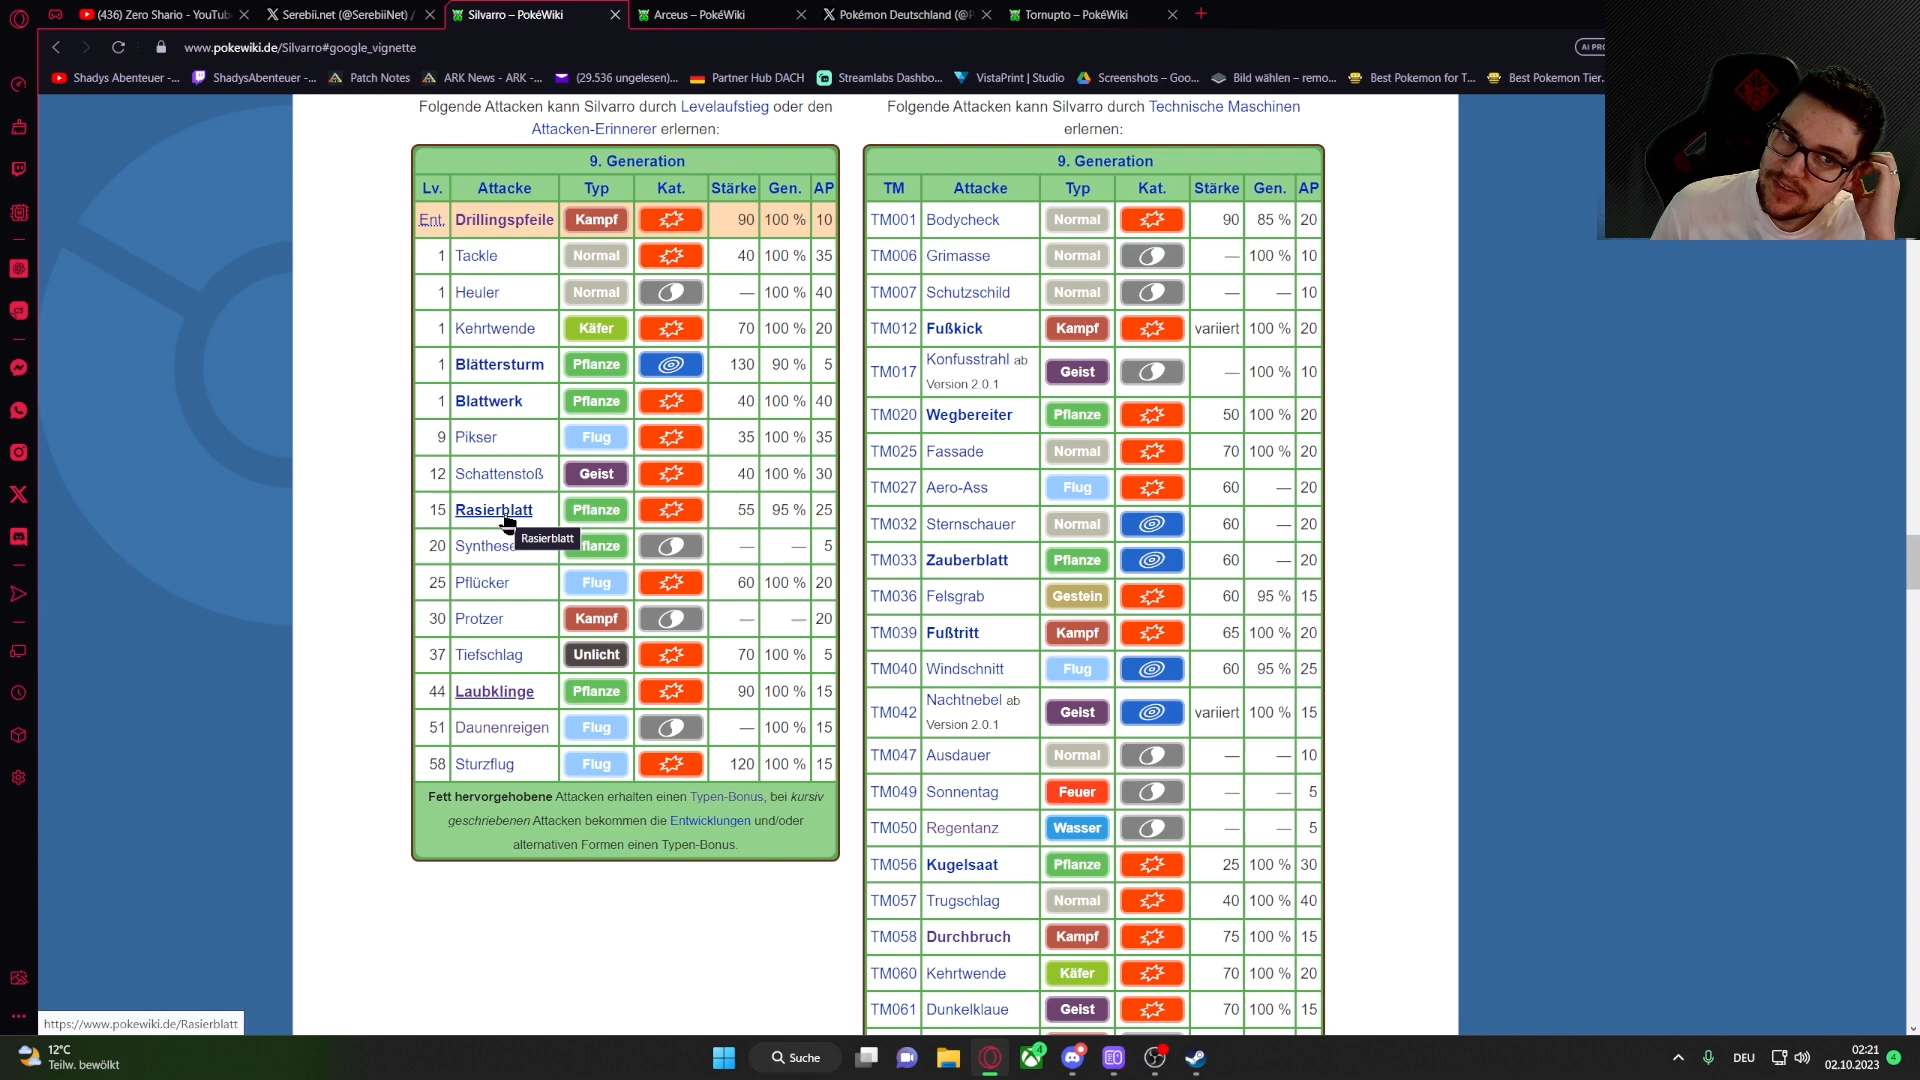 (436) Zero Shario - YouTub
Serebii.net (@SerebiiNet) /
Silvarro – PokéWiki
Arceus – PokéWiki
Pokémon Deutschland (@P
Tornupto – PokéWiki
www.pokewiki.de/Silvarro#google_vignette
AI PRO
Shadys Abenteuer -...
ShadysAbenteuer -...
Patch Notes
ARK News - ARK -...
(29.536 ungelesen)...
Partner Hub DACH
Streamlabs Dashbo...
VistaPrint | Studio
Screenshots – Goo...
Bild wählen – remo...
Best Pokemon for T...
Best Pokemon Tier...
Folgende Attacken kann Silvarro durch Levelaufstieg oder den
Attacken-Erinnerer erlernen:
9. Generation
Lv. Attacke Typ Kat. Stärke Gen. AP
Ent. Drillingspfeile Kampf 90 100 % 10
1 Tackle Normal 40 100 % 35
1 Heuler Normal — 100 % 40
1 Kehrtwende Käfer 70 100 % 20
1 Blättersturm Pflanze 130 90 % 5
1 Blattwerk Pflanze 40 100 % 40
9 Pikser Flug 35 100 % 35
12 Schattenstoß Geist 40 100 % 30
15 Rasierblatt Pflanze 55 95 % 25
Rasierblatt
20 Synthese flanze — — 5
25 Pflücker Flug 60 100 % 20
30 Protzer Kampf — — 20
37 Tiefschlag Unlicht 70 100 % 5
44 Laubklinge Pflanze 90 100 % 15
51 Daunenreigen Flug — 100 % 15
58 Sturzflug Flug 120 100 % 15
Fett hervorgehobene Attacken erhalten einen Typen-Bonus, bei kursiv
geschriebenen Attacken bekommen die Entwicklungen und/oder
alternativen Formen einen Typen-Bonus.
Folgende Attacken kann Silvarro durch Technische Maschinen
erlernen:
9. Generation
TM Attacke Typ Kat. Stärke Gen. AP
TM001 Bodycheck Normal 90 85 % 20
TM006 Grimasse Normal — 100 % 10
TM007 Schutzschild Normal — — 10
TM012 Fußkick Kampf variiert 100 % 20
TM017 Konfusstrahl ab
Version 2.0.1 Geist — 100 % 10
TM020 Wegbereiter Pflanze 50 100 % 20
TM025 Fassade Normal 70 100 % 20
TM027 Aero-Ass Flug 60 — 20
TM032 Sternschauer Normal 60 — 20
TM033 Zauberblatt Pflanze 60 — 20
TM036 Felsgrab Gestein 60 95 % 15
TM039 Fußtritt Kampf 65 100 % 20
TM040 Windschnitt Flug 60 95 % 25
TM042 Nachtnebel ab
Version 2.0.1 Geist variiert 100 % 15
TM047 Ausdauer Normal — — 10
TM049 Sonnentag Feuer — — 5
TM050 Regentanz Wasser — — 5
TM056 Kugelsaat Pflanze 25 100 % 30
TM057 Trugschlag Normal 40 100 % 40
TM058 Durchbruch Kampf 75 100 % 15
TM060 Kehrtwende Käfer 70 100 % 20
TM061 Dunkelklaue Geist 70 100 % 15
https://www.pokewiki.de/Rasierblatt
12°C
Teilw. bewölkt
Suche
4
DEU
02:21
02.10.2023
4